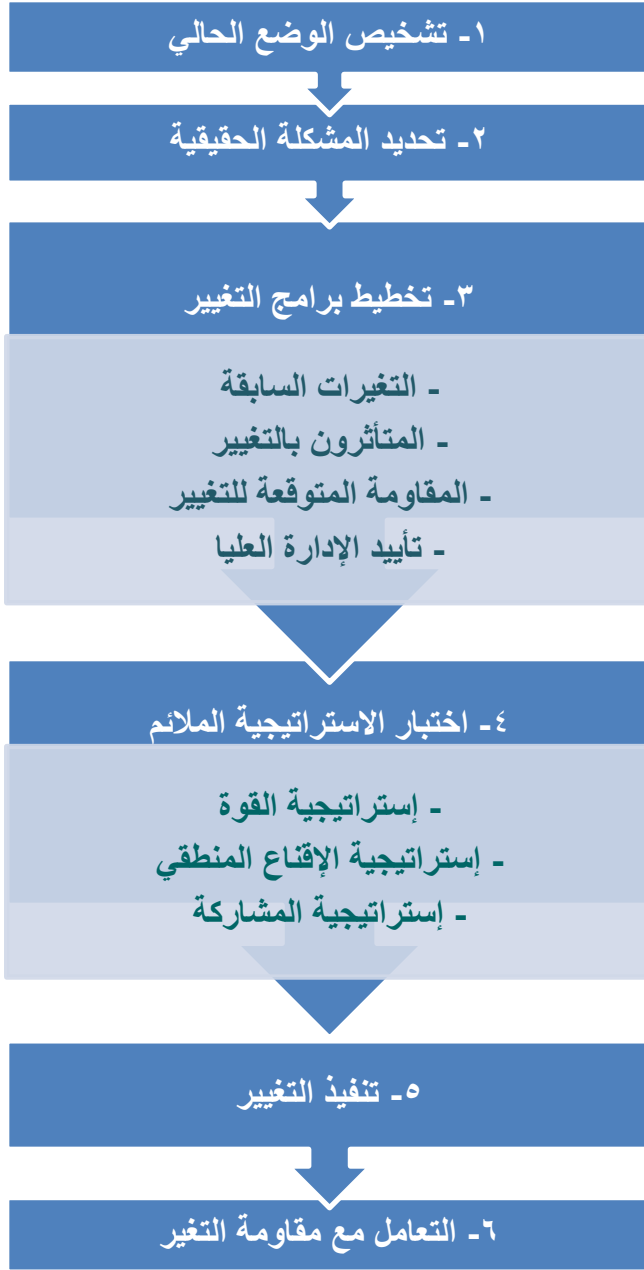 ١- تشخيص الوضع الحالي
٢- تحديد المشكلة الحقيقية
٣- تخطيط برامج التغيير
- التغيرات السابقة
- المتأثرون بالتغيير
- المقاومة المتوقعة للتغيير
- تأييد الإدارة العليا
٤- اختبار الاستراتيجية الملائم
- إستراتيجية القوة
- إستراتيجية الإقناع المنطقي
- إستراتيجية المشاركة
٥- تنفيذ التغيير
٦- التعامل مع مقاومة التغير